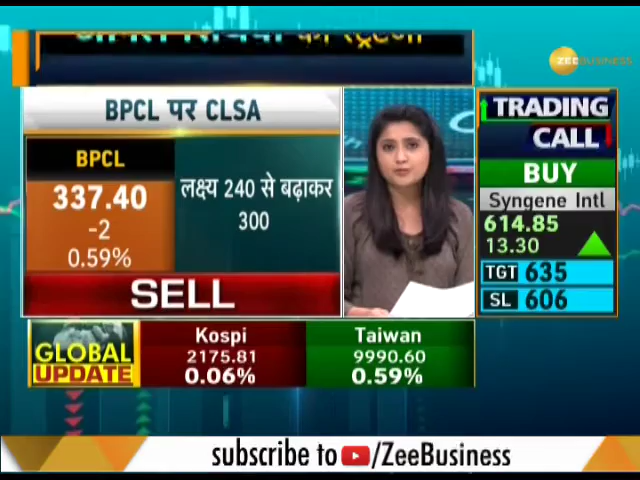 की स्ट्रैटेजी
ZEEBUSINESS
BPCL पर CLSA
BPCL
337.40
-2
0.59%
लक्ष्य 240 से बढ़ाकर
300
SELL
TRADING
CALL
BUY
Syngene Intl
614.85
13.30
TGT 635
SL 606
GLOBAL
UPDATE
Kospi
2175.81
0.06%
Taiwan
9990.60
0.59%
subscribe to /ZeeBusiness